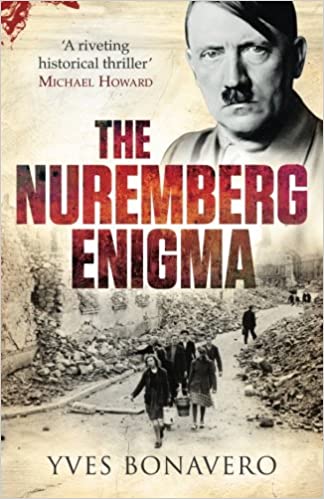 ‘A riveting
historical thriller’
MICHAEL HOWARD
THE
NUREMBERG
ENIGMA
YVES BONAVERO